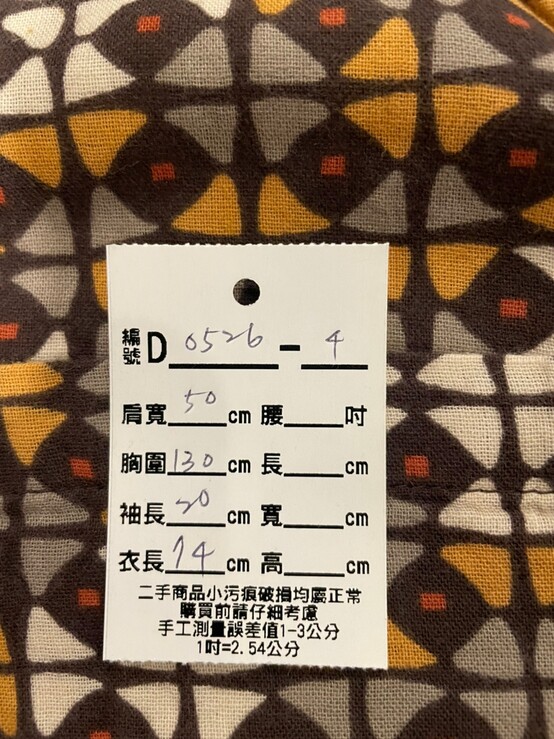 編號D 0526 - 4
肩寬 50 cm 腰 吋
胸圍 130 cm 長 cm
袖長 20 cm 寬 cm
衣長 74 cm 高 cm
二手商品小污痕破損均屬正常
購買前請仔細考慮
手工測量誤差值1-3公分
1吋=2.54公分